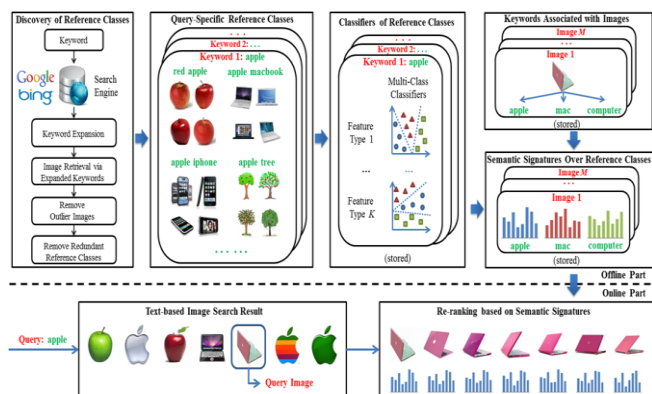 Discovery of Reference Classes
Keyword
Google
bing
Search
Engine
Keyword Expansion
Image Retrieval via
Expanded Keywords
Remove
Outlier Images
Remove Redundant
Reference Classes
Query-Specific Reference Classes
. . .
Keyword 2: . . .
Keyword 1: apple
red apple
apple macbook
apple iphone
apple tree
... ...
Classifiers of Reference Classes
. . .
Keyword 2: . . .
Keyword 1: apple
Multi-Class
Classifiers
Feature
Type 1
... ...
Feature
Type K
(stored)
Keywords Associated with Images
Image M
. . .
Image 1
apple mac computer
(stored)
Semantic Signatures Over Reference Classes
Image M
. . .
Image 1
apple mac computer
(stored)
Offline Part
Online Part
Query: apple
Text-based Image Search Result
Query Image
Re-ranking based on Semantic Signatures